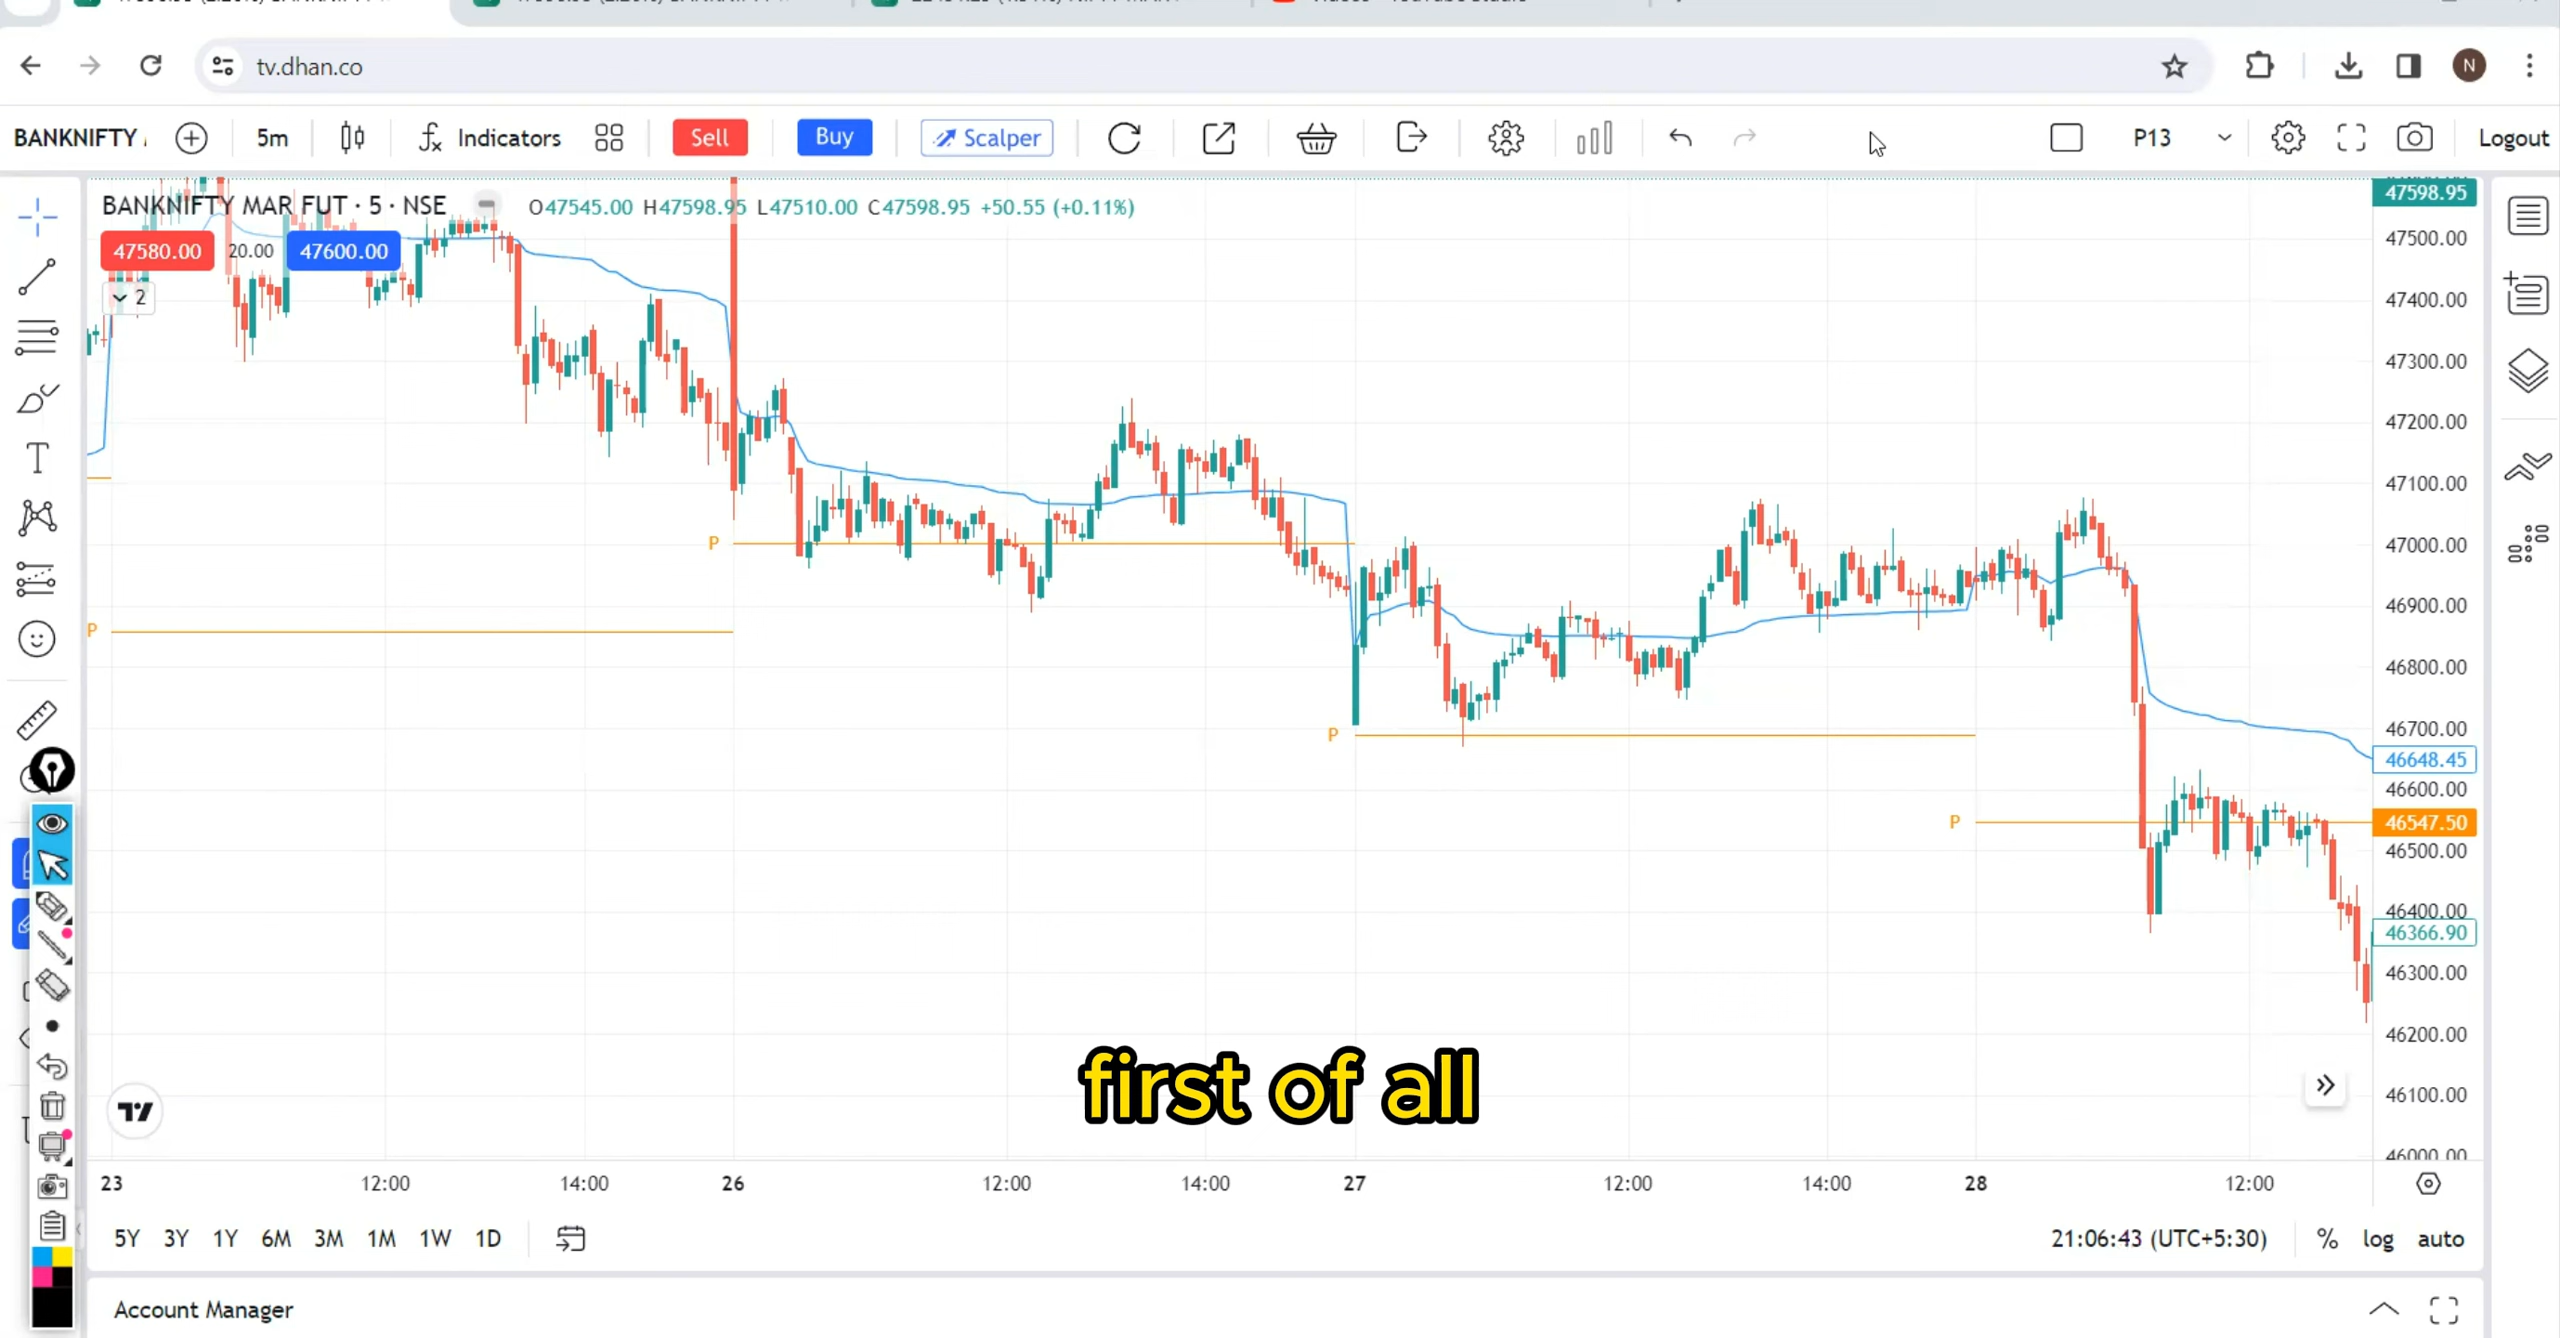 tv.dhan.co
N
BANKNIFTY
5m
Indicators
Sell
Buy
Scalper
P13
Logout
BANKNIFTY MAR FUT · 5 · NSE
O47545.00 H47598.95 L47510.00 C47598.95 +50.55 (+0.11%)
47580.00 20.00 47600.00
2
47598.95
47500.00
47400.00
47300.00
47200.00
47100.00
P
47000.00
46900.00
P
46800.00
P
46700.00
46648.45
46600.00
P
46547.50
46500.00
46400.00
46366.90
46300.00
46200.00
46100.00
46000.00
first of all
23 12:00 14:00 26 12:00 14:00 27 12:00 14:00 28 12:00
5Y 3Y 1Y 6M 3M 1M 1W 1D
21:06:43 (UTC+5:30)
% log auto
Account Manager